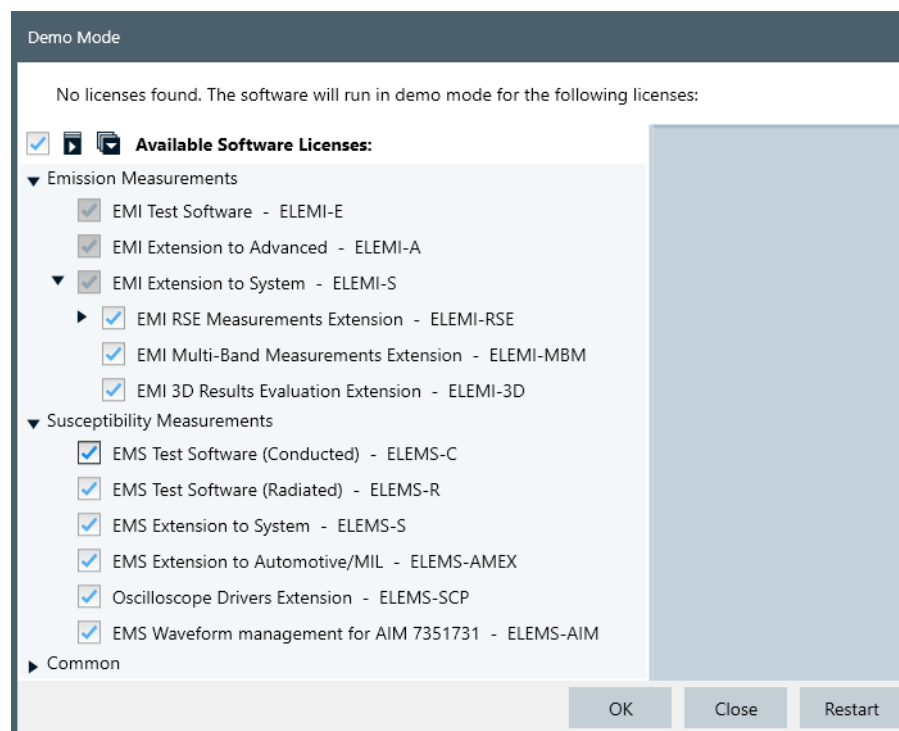 Demo Mode
No licenses found. The software will run in demo mode for the following licenses:
Available Software Licenses:
Emission Measurements
EMI Test Software - ELEMI-E
EMI Extension to Advanced - ELEMI-A
EMI Extension to System - ELEMI-S
EMI RSE Measurements Extension - ELEMI-RSE
EMI Multi-Band Measurements Extension - ELEMI-MBM
EMI 3D Results Evaluation Extension - ELEMI-3D
Susceptibility Measurements
EMS Test Software (Conducted) - ELEMS-C
EMS Test Software (Radiated) - ELEMS-R
EMS Extension to System - ELEMS-S
EMS Extension to Automotive/MIL - ELEMS-AMEX
Oscilloscope Drivers Extension - ELEMS-SCP
EMS Waveform management for AIM 7351731 - ELEMS-AIM
Common
OK Close Restart